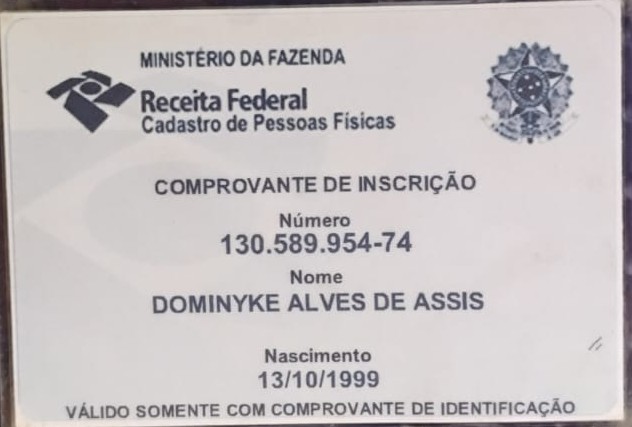 MINISTÉRIO DA FAZENDA
Receita Federal
Cadastro de Pessoas Físicas
COMPROVANTE DE INSCRIÇÃO
Número
130.589.954-74
Nome
DOMINYKE ALVES DE ASSIS
Nascimento
13/10/1999
VÁLIDO SOMENTE COM COMPROVANTE DE IDENTIFICAÇÃO